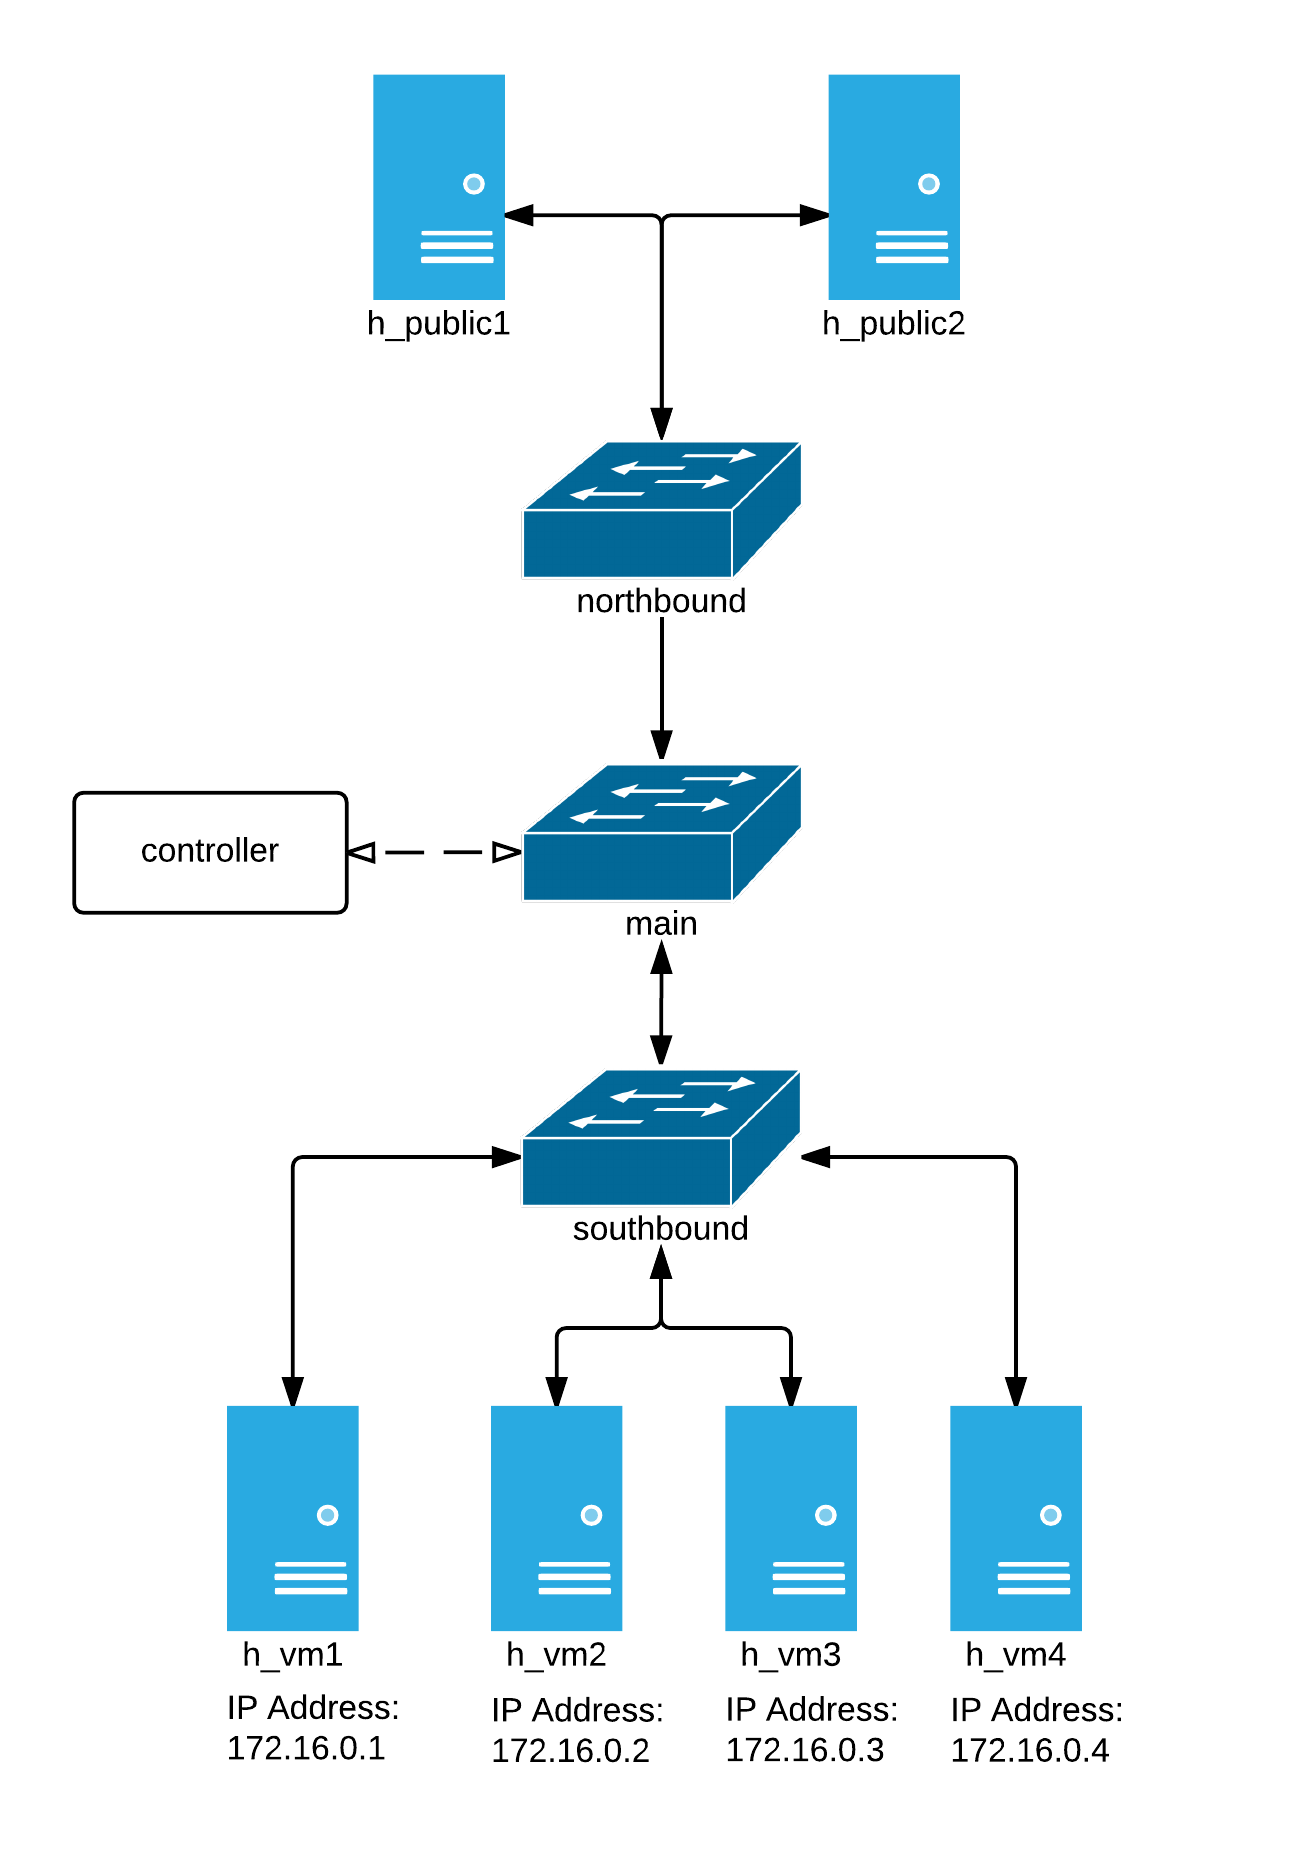 h_public1
h_public2
northbound
controller
main
southbound
h_vm1
IP Address:
172.16.0.1
h_vm2
IP Address:
172.16.0.2
h_vm3
IP Address:
172.16.0.3
h_vm4
IP Address:
172.16.0.4